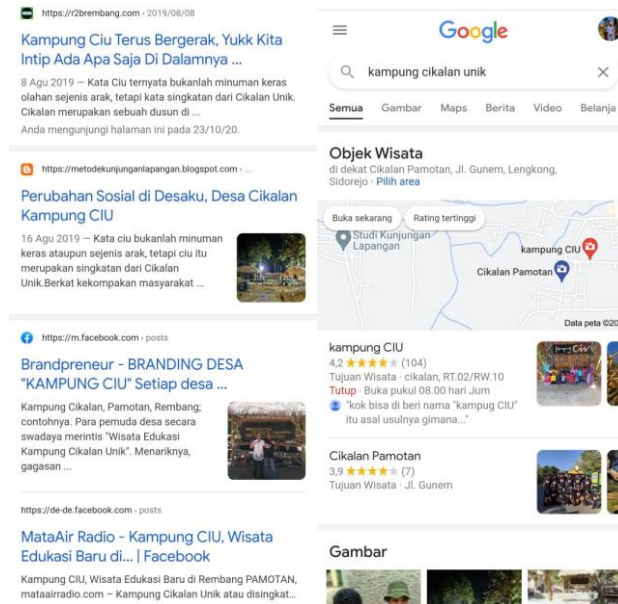 https://r2brembang.com › 2019/08/08
Kampung Ciu Terus Bergerak, Yukk Kita
Intip Ada Apa Saja Di Dalamnya ...
8 Agu 2019 — Kata Ciu ternyata bukanlah minuman keras
olahan sejenis arak, tetapi kata singkatan dari Cikalan Unik.
Cikalan merupakan sebuah dusun di ...
Anda mengunjungi halaman ini pada 23/10/20.
https://metodekunjunganlapangan.blogspot.com › ...
Perubahan Sosial di Desaku, Desa Cikalan
Kampung CIU
16 Agu 2019 — Kata ciu bukanlah minuman
keras ataupun sejenis arak, tetapi ciu itu
merupakan singkatan dari Cikalan
Unik.Berkat kekompakan masyarakat ...
https://m.facebook.com › posts
Brandpreneur - BRANDING DESA
"KAMPUNG CIU" Setiap desa ...
Kampung Cikalan, Pamotan, Rembang;
contohnya. Para pemuda desa secara
swadaya merintis "Wisata Edukasi
Kampung Cikalan Unik". Menariknya,
gagasan ...
https://de-de.facebook.com › posts
MataAir Radio - Kampung CIU, Wisata
Edukasi Baru di... | Facebook
Kampung CIU, Wisata Edukasi Baru di Rembang PAMOTAN,
mataairradio.com – Kampung Cikalan Unik atau disingkat...
Google
kampung cikalan unik
Semua Gambar Maps Berita Video Belanja
Objek Wisata
di dekat Cikalan Pamotan, Jl. Gunem, Lengkong,
Sidorejo · Pilih area
Buka sekarang Rating tertinggi
Studi Kunjungan
Lapangan
kampung CIU
Cikalan Pamotan
Data peta ©20
kampung CIU
4,2 ★★★★★ (104)
Tujuan Wisata · cikalan, RT.02/RW.10
Tutup · Buka pukul 08.00 hari Jum
"kok bisa di beri nama "kampug CIU"
itu asal usulnya gimana..."
Cikalan Pamotan
3,9 ★★★★★ (7)
Tujuan Wisata · Jl. Gunem
Gambar